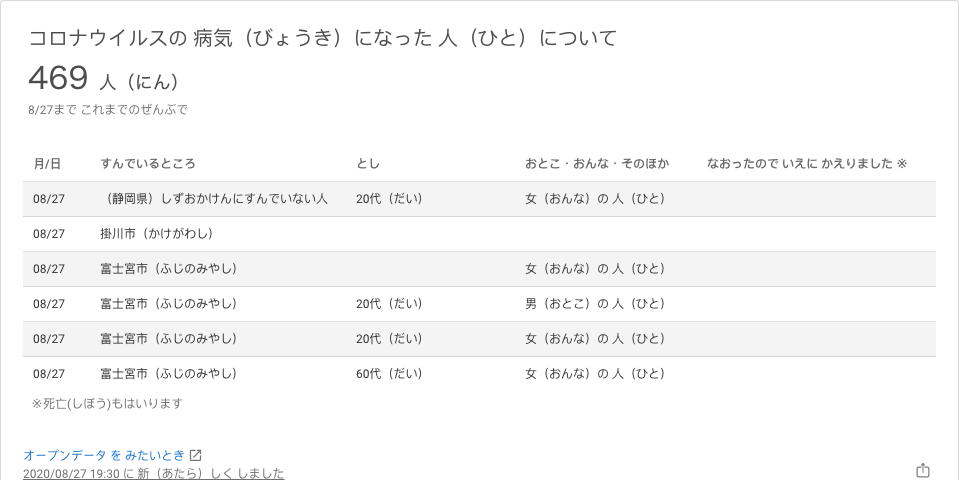 コロナウイルスの 病気（びょうき）になった 人（ひと）について
469 人（にん）
8/27まで これまでのぜんぶで
月/日 すんでいるところ とし おとこ・おんな・そのほか なおったので いえに かえりました ※
08/27 （静岡県）しずおかけんにすんでいない人 20代（だい） 女（おんな）の 人（ひと）
08/27 掛川市（かけがわし）
08/27 富士宮市（ふじのみやし） 女（おんな）の 人（ひと）
08/27 富士宮市（ふじのみやし） 20代（だい） 男（おとこ）の 人（ひと）
08/27 富士宮市（ふじのみやし） 20代（だい） 女（おんな）の 人（ひと）
08/27 富士宮市（ふじのみやし） 60代（だい） 女（おんな）の 人（ひと）
※死亡(しぼう)もはいります
オープンデータ を みたいとき
2020/08/27 19:30 に 新（あたら）しく しました